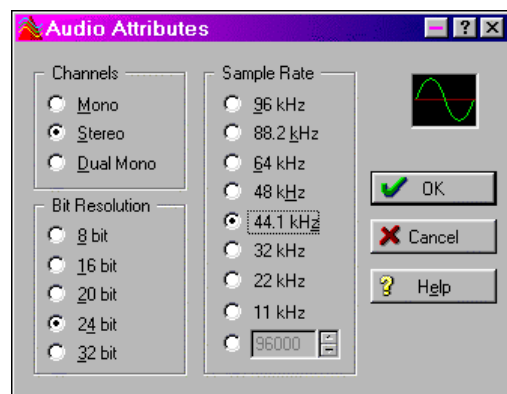 Audio Attributes
Channels
Mono
Stereo
Dual Mono
Bit Resolution
8 bit
16 bit
20 bit
24 bit
32 bit
Sample Rate
96 kHz
88.2 kHz
64 kHz
48 kHz
44.1 kHz
32 kHz
22 kHz
11 kHz
96000
OK
Cancel
Help